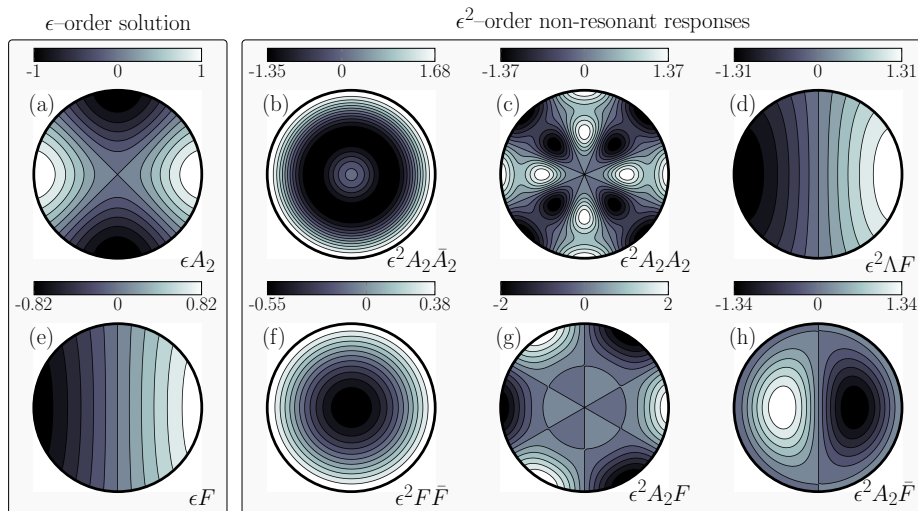 ϵ–order solution
ϵ²–order non-resonant responses
-1 0 1
-1.35 0 1.68
-1.37 0 1.37
-1.31 0 1.31
(a)
(b)
(c)
(d)
ϵA₂
ϵ²A₂Ā₂
ϵ²A₂A₂
ϵ²ΛF
-0.82 0 0.82
-0.55 0 0.38
-2 0 2
-1.34 0 1.34
(e)
(f)
(g)
(h)
ϵF
ϵ²FF̄
ϵ²A₂F
ϵ²A₂F̄